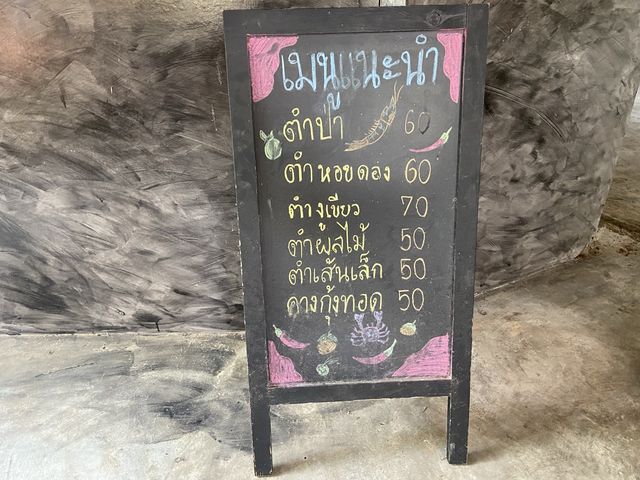 เมนูแนะนำ
ตำป่า 60
ตำหอยดอง 60
ตำงูเขียว 70
ตำผลไม้ 50
ตำเส้นเล็ก 50
คางกุ้งทอด 50